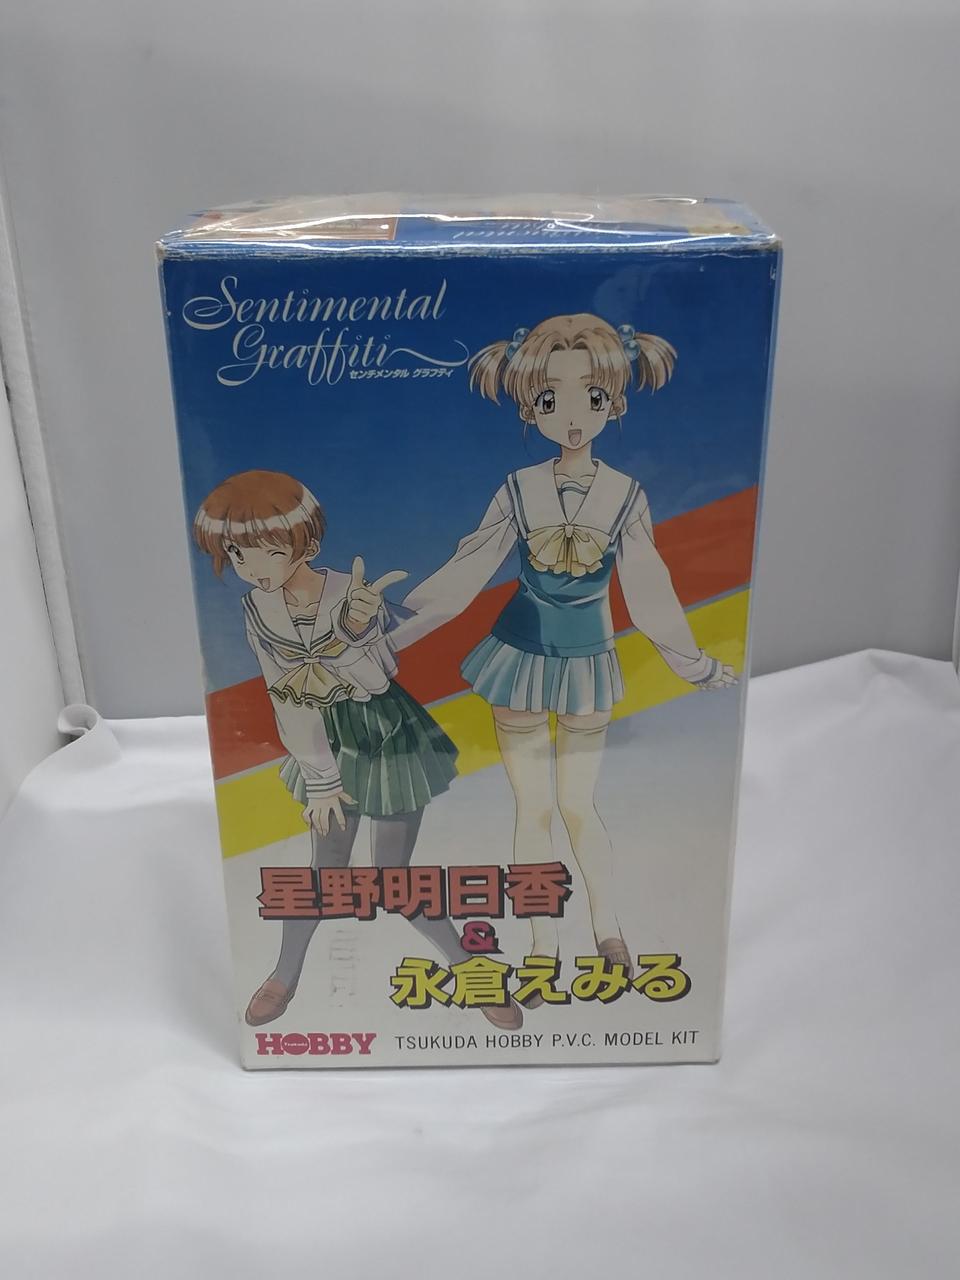 Sentimental
Graffiti
センチメンタル グラフティ
星野明日香
&
永倉えみる
HOBBY
Tsukuda
TSUKUDA HOBBY P.V.C. MODEL KIT